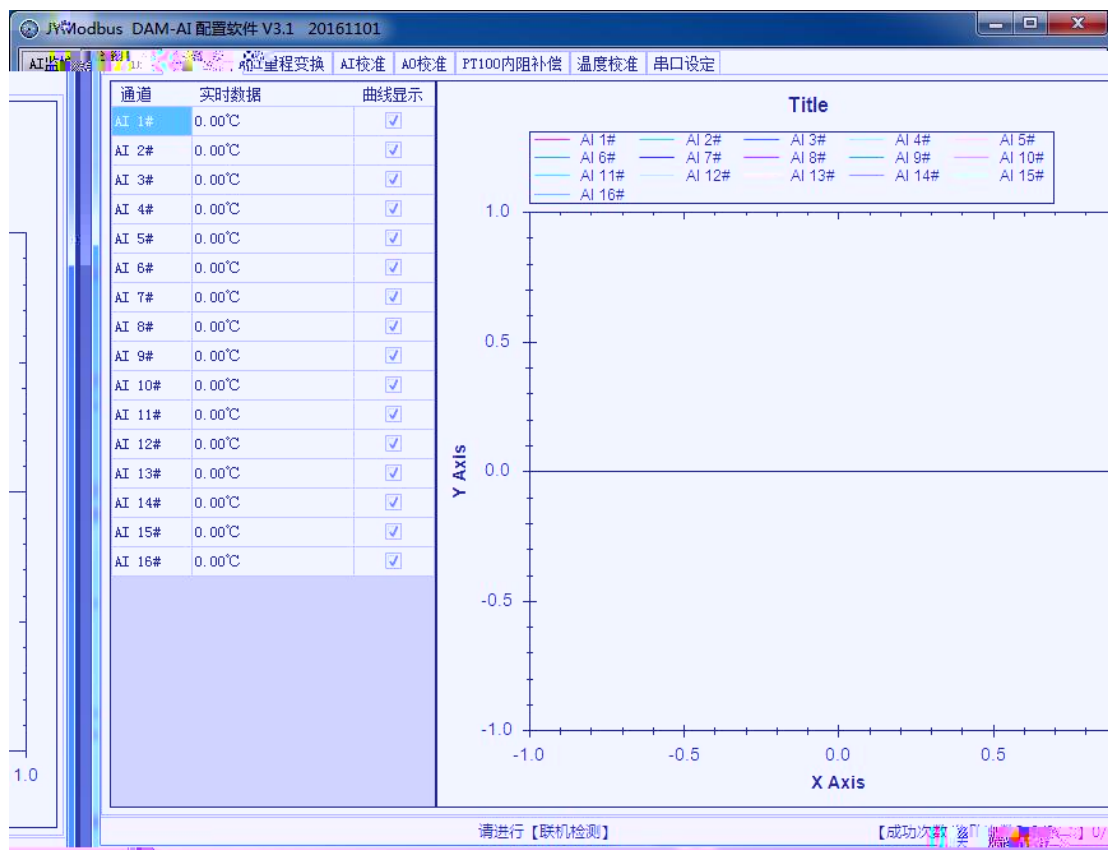 JYModbus DAM-AI 配置软件 V3.1 20161101
AI量程变换 AI校准 AO校准 PT100内阻补偿 温度校准 串口设定
通道 实时数据 曲线显示
AI 1# 0.00℃
AI 2# 0.00℃
AI 3# 0.00℃
AI 4# 0.00℃
AI 5# 0.00℃
AI 6# 0.00℃
AI 7# 0.00℃
AI 8# 0.00℃
AI 9# 0.00℃
AI 10# 0.00℃
AI 11# 0.00℃
AI 12# 0.00℃
AI 13# 0.00℃
AI 14# 0.00℃
AI 15# 0.00℃
AI 16# 0.00℃
Title
AI 1# AI 2# AI 3# AI 4# AI 5#
AI 6# AI 7# AI 8# AI 9# AI 10#
AI 11# AI 12# AI 13# AI 14# AI 15#
AI 16#
1.0
0.5
0.0
-0.5
-1.0
Y Axis
-1.0 -0.5 0.0 0.5
X Axis
1.0
请进行【联机检测】
【成功次数